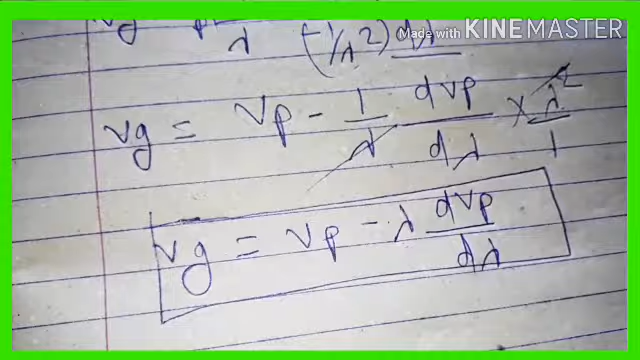 Made with KINEMASTER
λ (-1/λ²) dλ
vg = vp - 1/λ dvp/dλ × λ²/1
vg = vp - λ dvp/dλ